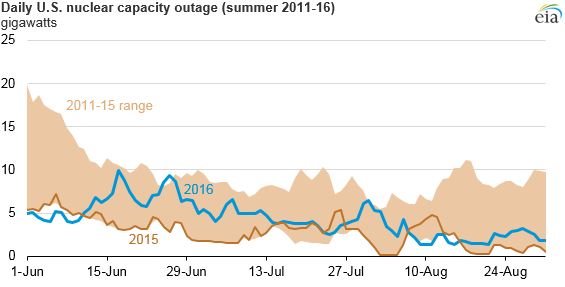 Daily U.S. nuclear capacity outage (summer 2011-16)
gigawatts
eia
25
20
2011-15 range
15
10
2016
5
2015
0
1-Jun 15-Jun 29-Jun 13-Jul 27-Jul 10-Aug 24-Aug